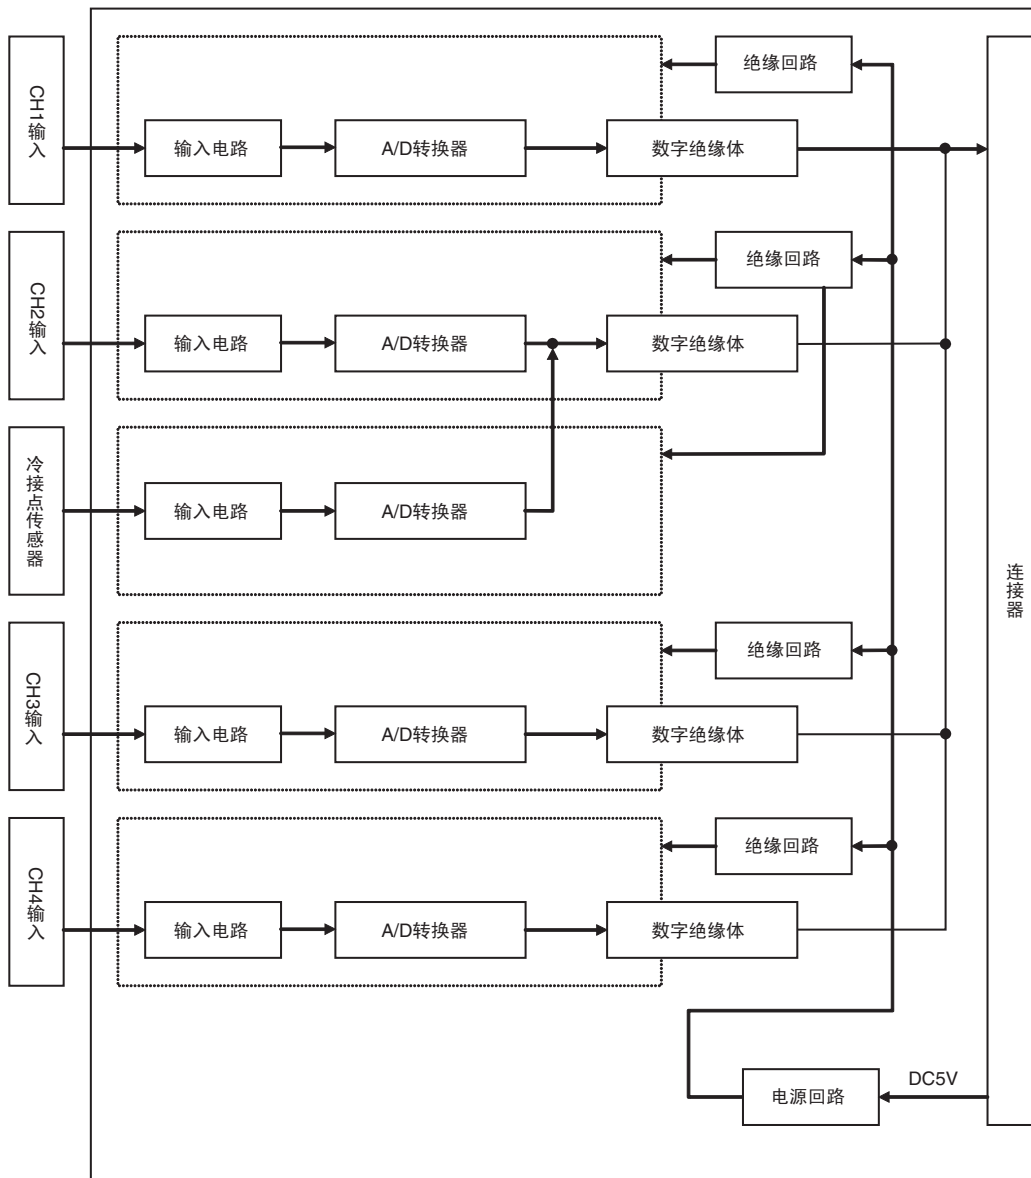 绝缘回路
CH1输入
输入电路
A/D转换器
数字绝缘体
绝缘回路
CH2输入
输入电路
A/D转换器
数字绝缘体
冷接点传感器
输入电路
A/D转换器
连接器
绝缘回路
CH3输入
输入电路
A/D转换器
数字绝缘体
绝缘回路
CH4输入
输入电路
A/D转换器
数字绝缘体
DC5V
电源回路